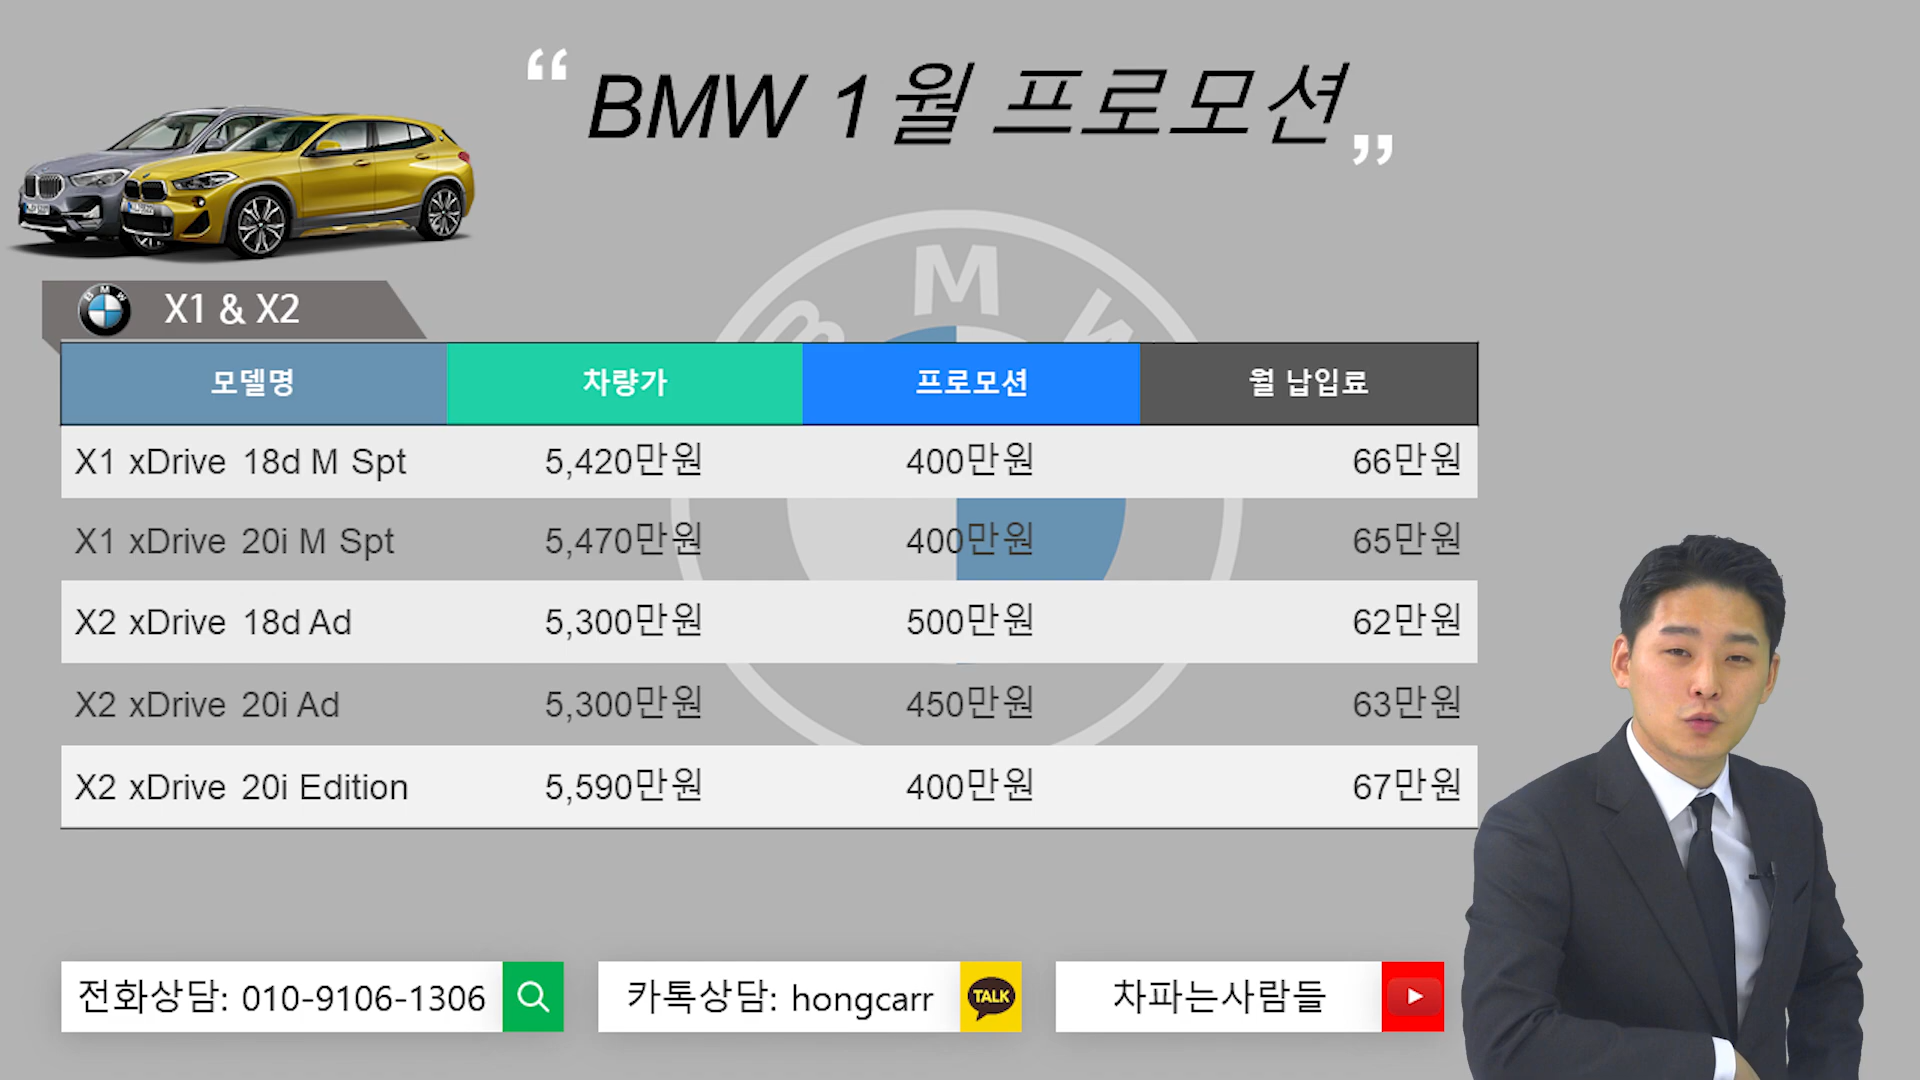 “BMW 1월 프로모션”
X1 & X2
모델명 차량가 프로모션 월 납입료
X1 xDrive 18d M Spt 5,420만원 400만원 66만원
X1 xDrive 20i M Spt 5,470만원 400만원 65만원
X2 xDrive 18d Ad 5,300만원 500만원 62만원
X2 xDrive 20i Ad 5,300만원 450만원 63만원
X2 xDrive 20i Edition 5,590만원 400만원 67만원
전화상담: 010-9106-1306
카톡상담: hongcarr
TALK
차파는사람들
BMW
BMW